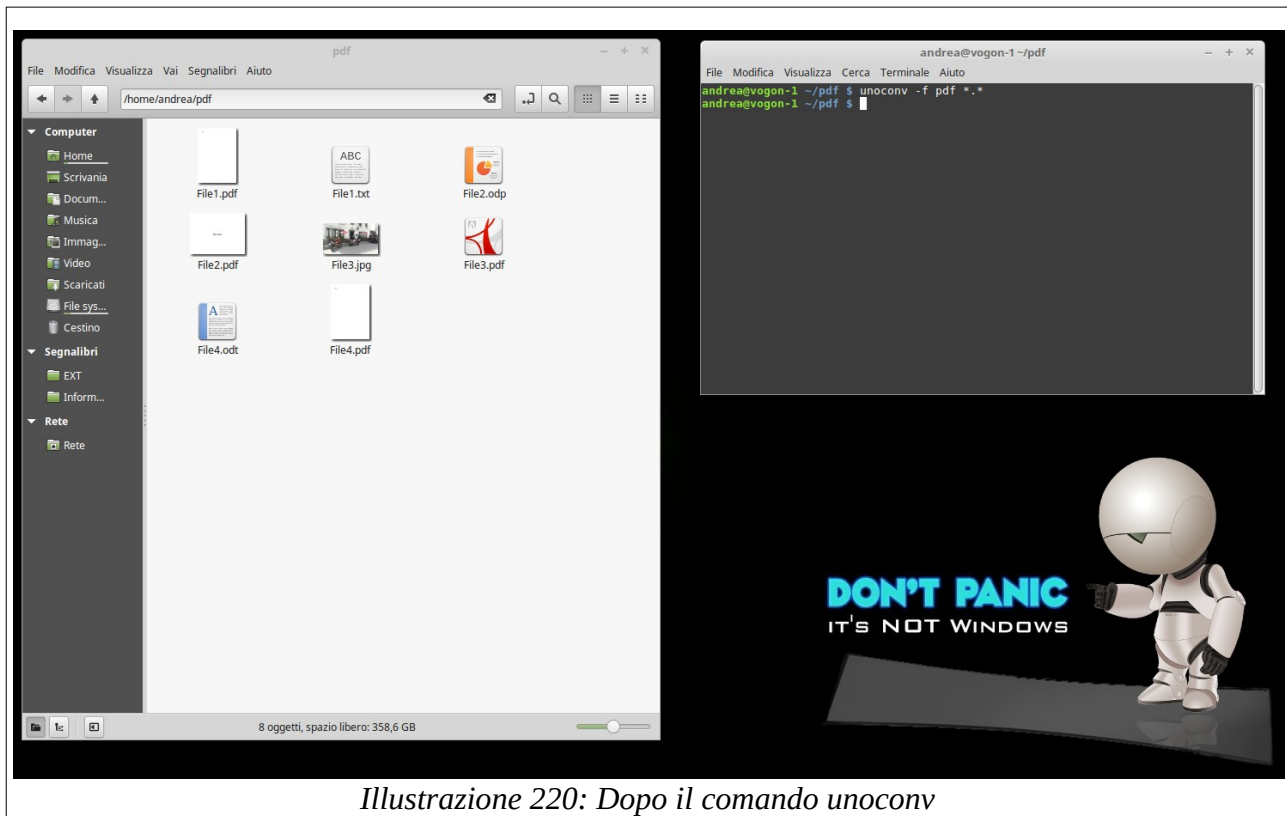 pdf
File Modifica Visualizza Vai Segnalibri Aiuto
/home/andrea/pdf
Computer
Home
Scrivania
Docum...
Musica
Immag...
Video
Scaricati
File sys...
Cestino
Segnalibri
EXT
Inform...
Rete
Rete
File1.pdf
ABC
File1.txt
File2.odp
File2.pdf
File3.jpg
File3.pdf
A
File4.odt
File4.pdf
8 oggetti, spazio libero: 358,6 GB
andrea@vogon-1 ~/pdf
File Modifica Visualizza Cerca Terminale Aiuto
andrea@vogon-1 ~/pdf $ unoconv -f pdf *.*
andrea@vogon-1 ~/pdf $
DON'T PANIC
IT'S NOT WINDOWS
Illustrazione 220: Dopo il comando unoconv